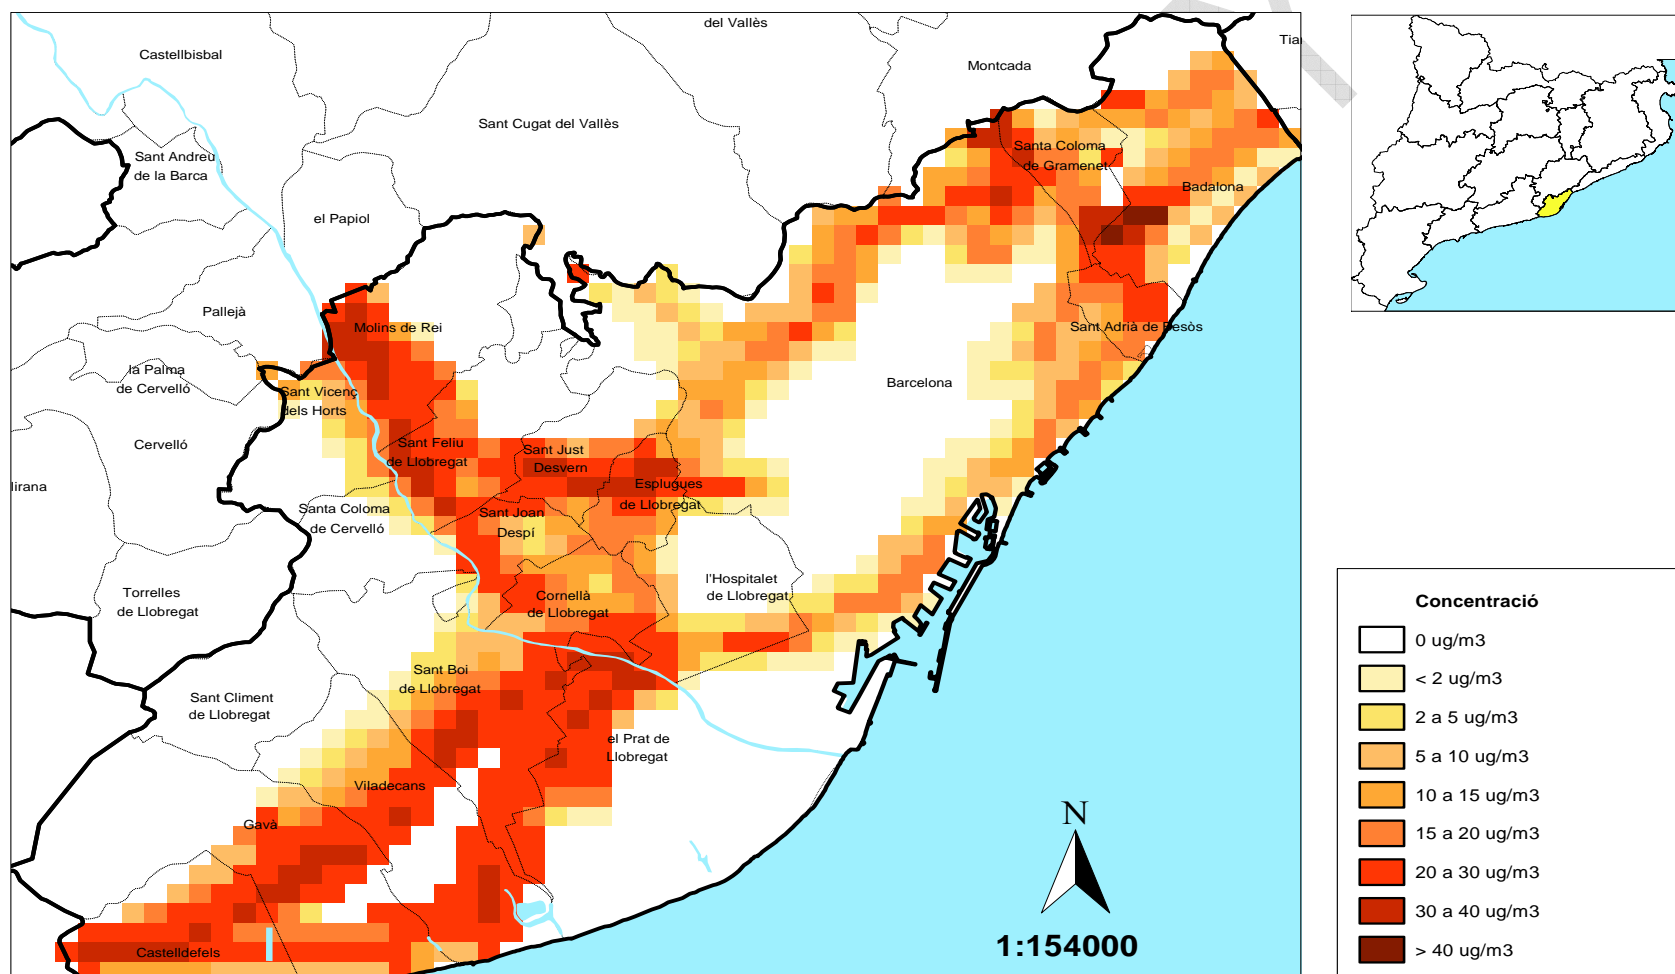 del Vallès
Castellbisbal
Montcada
Sant Cugat del Vallès
Sant Andreu
de la Barca
Santa Coloma
de Gramenet
Badalona
el Papiol
Pallejà
Molins de Rei
Sant Adrià de Besòs
la Palma
de Cervelló
Sant Vicenç
dels Horts
Barcelona
Cervelló
Sant Feliu
de Llobregat
Sant Just
Desvern
Esplugues
de Llobregat
lirana
Santa Coloma
de Cervelló
Sant Joan
Despí
Torrelles
de Llobregat
Cornellà
de Llobregat
l'Hospitalet
de Llobregat
Sant Boi
de Llobregat
Sant Climent
de Llobregat
el Prat de
Llobregat
Viladecans
Gavà
Castelldefels
N
1:154000
Concentració
0 ug/m3
< 2 ug/m3
2 a 5 ug/m3
5 a 10 ug/m3
10 a 15 ug/m3
15 a 20 ug/m3
20 a 30 ug/m3
30 a 40 ug/m3
> 40 ug/m3